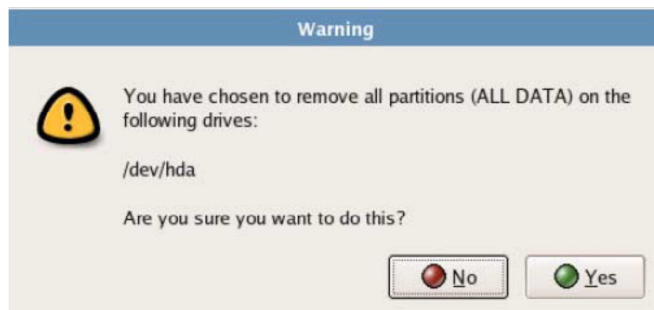 Warning
You have chosen to remove all partitions (ALL DATA) on the
following drives:
/dev/hda
Are you sure you want to do this?
No
Yes